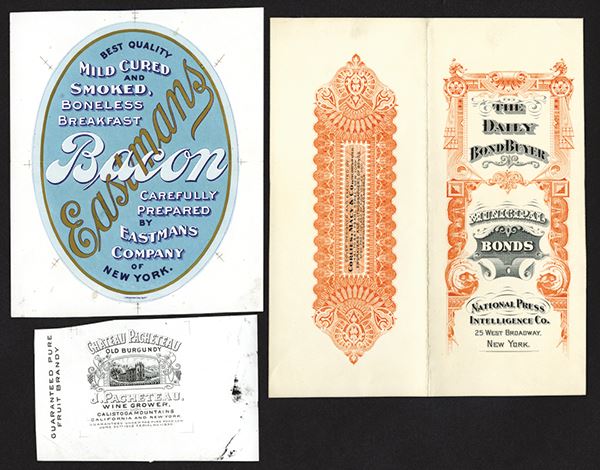 BEST QUALITY
MILD CURED
AND
SMOKED,
BONELESS
BREAKFAST
Bacon
Eastmans
CAREFULLY
PREPARED
BY
EASTMANS
COMPANY
OF
NEW YORK.
THE
DAILY
BOND BUYER.
MUNICIPAL
BONDS
NATIONAL PRESS
INTELLIGENCE CO.
25 WEST BROADWAY,
NEW YORK.
GUARANTEED PURE
FRUIT BRANDY
CHATEAU PACHETEAU
OLD BURGUNDY
J. PACHETEAU,
WINE GROWER,
CALISTOGA MOUNTAINS
CALIFORNIA AND NEW YORK